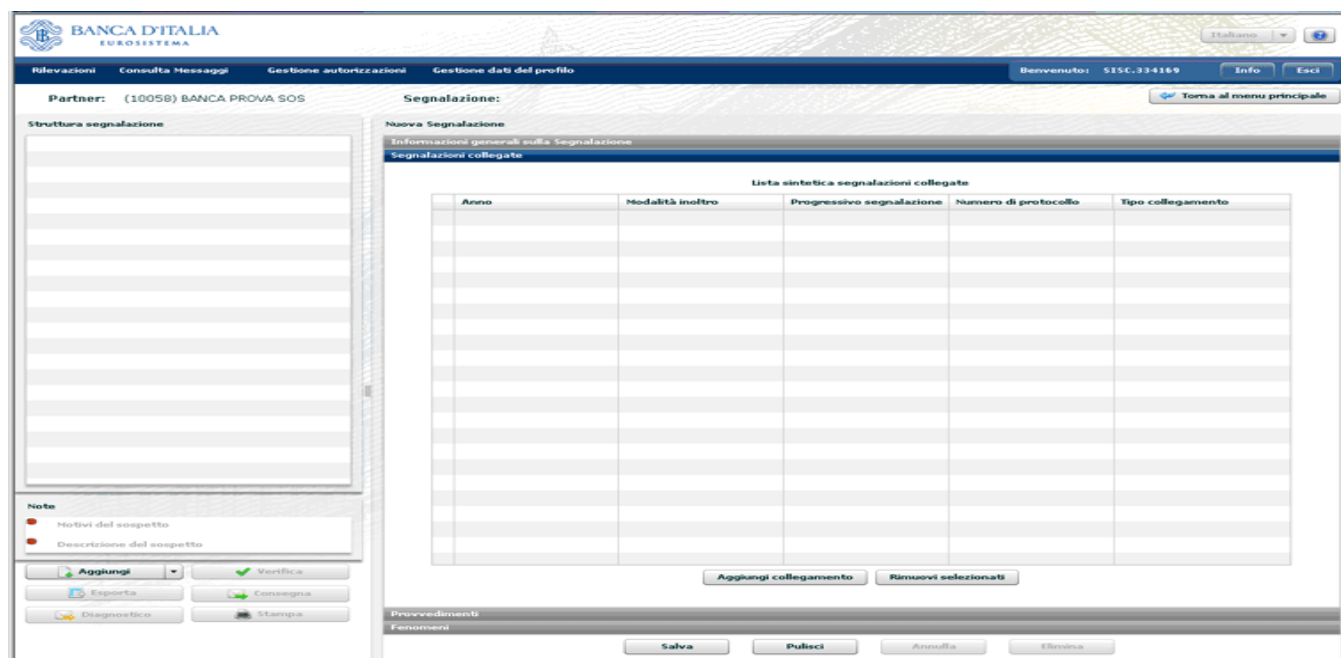 BANCA D'ITALIA
EUROSISTEMA
Italiano
Rilevazioni Consulta Messaggi Gestione autorizzazioni Gestione dati del profilo Benvenuto: SISC.334169 Info Esci
Partner: (10058) BANCA PROVA SOS Segnalazione: Torna al menu principale
Struttura segnalazione
Nuova Segnalazione
Informazioni generali sulla Segnalazione
Segnalazioni collegate
Lista sintetica segnalazioni collegate
Anno Modalità inoltro Progressivo segnalazione Numero di protocollo Tipo collegamento
Note
Motivi del sospetto
Descrizione del sospetto
Aggiungi Verifica
Esporta Consegna
Diagnostico Stampa
Aggiungi collegamento Rimuovi selezionati
Provvedimenti
Fenomeni
Salva Pulisci Annulla Elimina